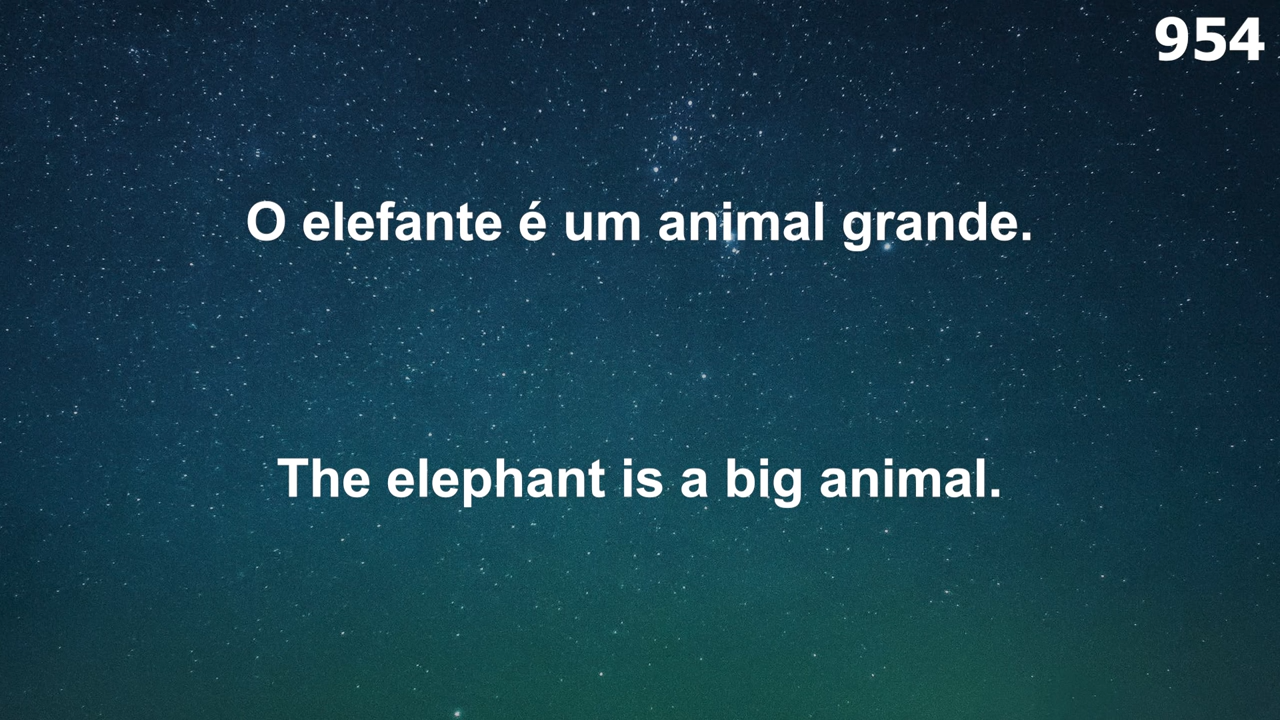 954
O elefante é um animal grande.
The elephant is a big animal.